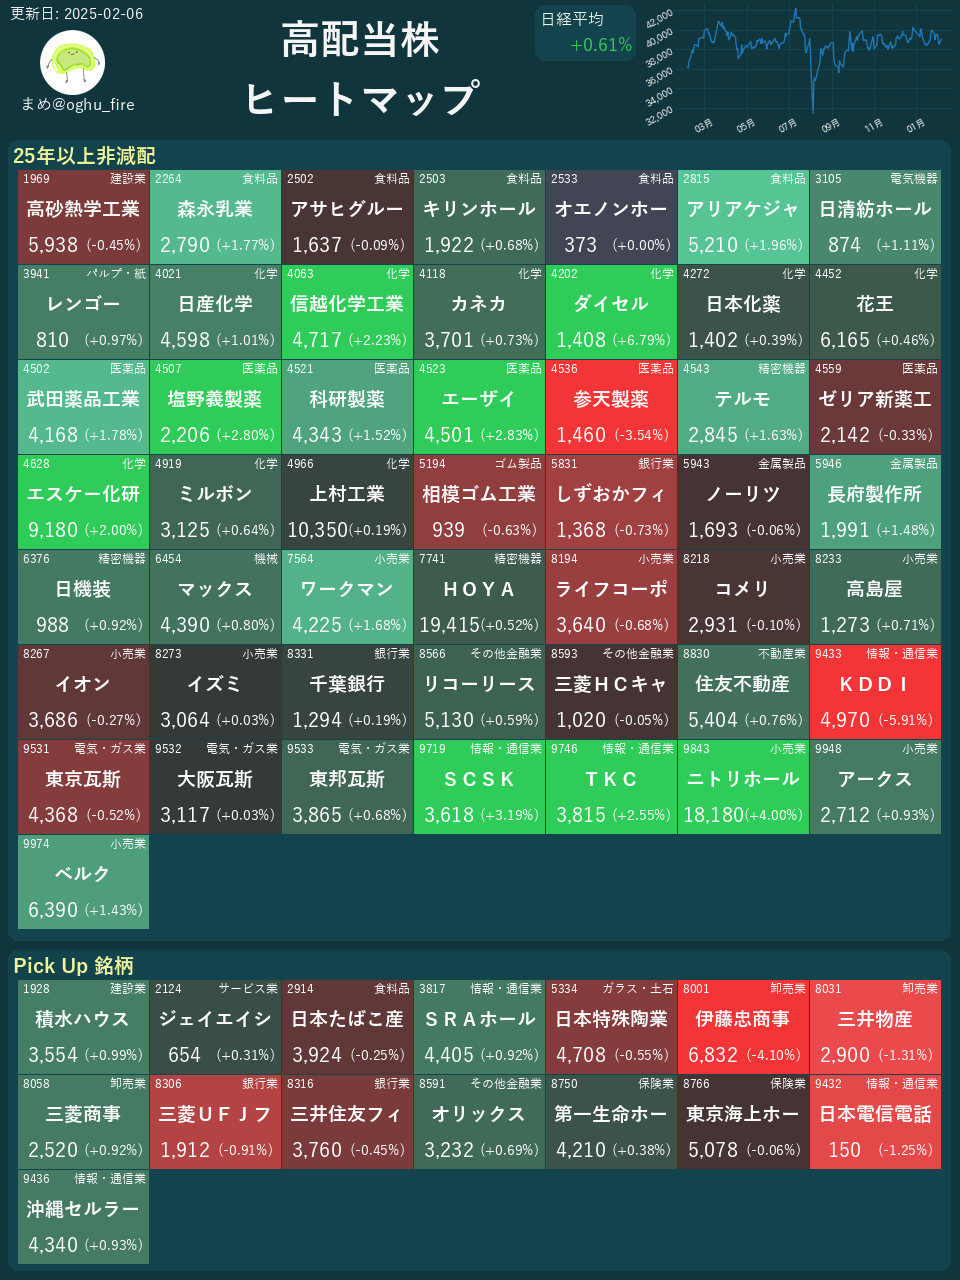 更新日: 2025-02-06
まめ@oghu_fire
高配当株
ヒートマップ
日経平均
+0.61%
42,000
40,000
38,000
36,000
34,000
32,000
03月 05月 07月 09月 11月 01月
25年以上非減配
1969 建設業 2264 食料品 2502 食料品 2503 食料品 2533 食料品 2815 食料品 3105 電気機器
高砂熱学工業 森永乳業 アサヒグルー キリンホール オエノンホー アリアケジャ 日清紡ホール
5,938 (-0.45%) 2,790 (+1.77%) 1,637 (-0.09%) 1,922 (+0.68%) 373 (+0.00%) 5,210 (+1.96%) 874 (+1.11%)
3941 パルプ・紙 4021 化学 4063 化学 4118 化学 4202 化学 4272 化学 4452 化学
レンゴー 日産化学 信越化学工業 カネカ ダイセル 日本化薬 花王
810 (+0.97%) 4,598 (+1.01%) 4,717 (+2.23%) 3,701 (+0.73%) 1,408 (+6.79%) 1,402 (+0.39%) 6,165 (+0.46%)
4502 医薬品 4507 医薬品 4521 医薬品 4523 医薬品 4536 医薬品 4543 精密機器 4559 医薬品
武田薬品工業 塩野義製薬 科研製薬 エーザイ 参天製薬 テルモ ゼリア新薬工
4,168 (+1.78%) 2,206 (+2.80%) 4,343 (+1.52%) 4,501 (+2.83%) 1,460 (-3.54%) 2,845 (+1.63%) 2,142 (-0.33%)
4628 化学 4919 化学 4966 化学 5194 ゴム製品 5831 銀行業 5943 金属製品 5946 金属製品
エスケー化研 ミルボン 上村工業 相模ゴム工業 しずおかフィ ノーリツ 長府製作所
9,180 (+2.00%) 3,125 (+0.64%) 10,350(+0.19%) 939 (-0.63%) 1,368 (-0.73%) 1,693 (-0.06%) 1,991 (+1.48%)
6376 精密機器 6454 機械 7564 小売業 7741 精密機器 8194 小売業 8218 小売業 8233 小売業
日機装 マックス ワークマン ＨＯＹＡ ライフコーポ コメリ 高島屋
988 (+0.92%) 4,390 (+0.80%) 4,225 (+1.68%) 19,415(+0.52%) 3,640 (-0.68%) 2,931 (-0.10%) 1,273 (+0.71%)
8267 小売業 8273 小売業 8331 銀行業 8566 その他金融業 8593 その他金融業 8830 不動産業 9433 情報・通信業
イオン イズミ 千葉銀行 リコーリース 三菱ＨＣキャ 住友不動産 ＫＤＤＩ
3,686 (-0.27%) 3,064 (+0.03%) 1,294 (+0.19%) 5,130 (+0.59%) 1,020 (-0.05%) 5,404 (+0.76%) 4,970 (-5.91%)
9531 電気・ガス業 9532 電気・ガス業 9533 電気・ガス業 9719 情報・通信業 9746 情報・通信業 9843 小売業 9948 小売業
東京瓦斯 大阪瓦斯 東邦瓦斯 ＳＣＳＫ ＴＫＣ ニトリホール アークス
4,368 (-0.52%) 3,117 (+0.03%) 3,865 (+0.68%) 3,618 (+3.19%) 3,815 (+2.55%) 18,180(+4.00%) 2,712 (+0.93%)
9974 小売業
ベルク
6,390 (+1.43%)
Pick Up 銘柄
1928 建設業 2124 サービス業 2914 食料品 3817 情報・通信業 5334 ガラス・土石 8001 卸売業 8031 卸売業
積水ハウス ジェイエイシ 日本たばこ産 ＳＲＡホール 日本特殊陶業 伊藤忠商事 三井物産
3,554 (+0.99%) 654 (+0.31%) 3,924 (-0.25%) 4,405 (+0.92%) 4,708 (-0.55%) 6,832 (-4.10%) 2,900 (-1.31%)
8058 卸売業 8306 銀行業 8316 銀行業 8591 その他金融業 8750 保険業 8766 保険業 9432 情報・通信業
三菱商事 三菱ＵＦＪフ 三井住友フィ オリックス 第一生命ホー 東京海上ホー 日本電信電話
2,520 (+0.92%) 1,912 (-0.91%) 3,760 (-0.45%) 3,232 (+0.69%) 4,210 (+0.38%) 5,078 (-0.06%) 150 (-1.25%)
9436 情報・通信業
沖縄セルラー
4,340 (+0.93%)